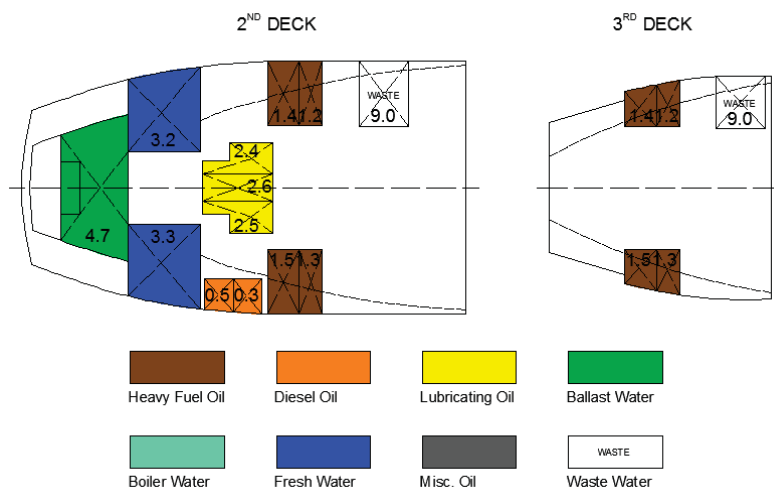 2ND DECK
3RD DECK
WASTE
1.4 1.2 9.0
3.2
2.4
2.6
2.5
4.7
3.3
0.5 0.3
1.5 1.3
WASTE
1.4 1.2 9.0
1.5 1.3
Heavy Fuel Oil Diesel Oil Lubricating Oil Ballast Water
WASTE
Boiler Water Fresh Water Misc. Oil Waste Water